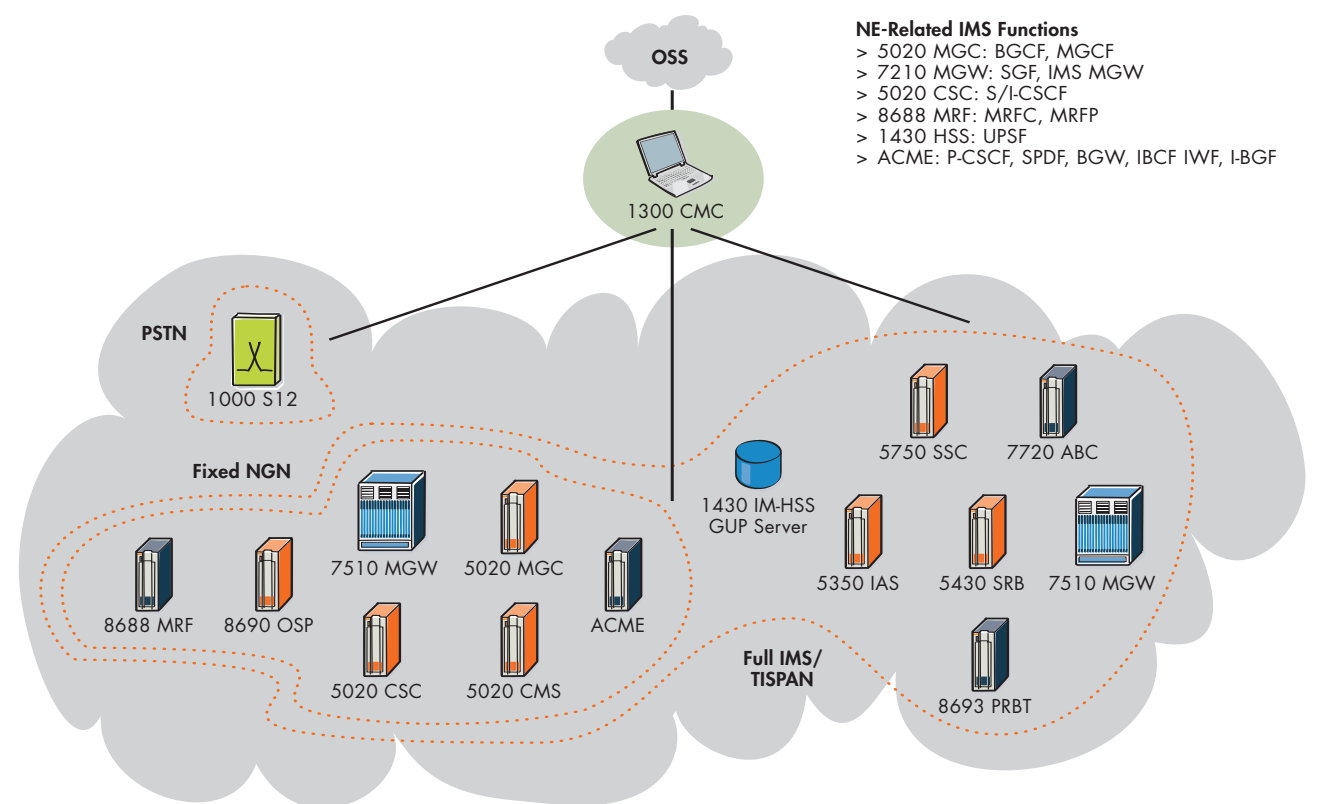 OSS
NE-Related IMS Functions
> 5020 MGC: BGCF, MGCF
> 7210 MGW: SGF, IMS MGW
> 5020 CSC: S/I-CSCF
> 8688 MRF: MRFC, MRFP
> 1430 HSS: UPSF
> ACME: P-CSCF, SPDF, BGW, IBCF IWF, I-BGF
1300 CMC
PSTN
1000 S12
5750 SSC
7720 ABC
Fixed NGN
1430 IM-HSS
GUP Server
7510 MGW
5020 MGC
5350 IAS
5430 SRB
7510 MGW
8688 MRF
8690 OSP
ACME
5020 CSC
5020 CMS
Full IMS/
TISPAN
8693 PRBT